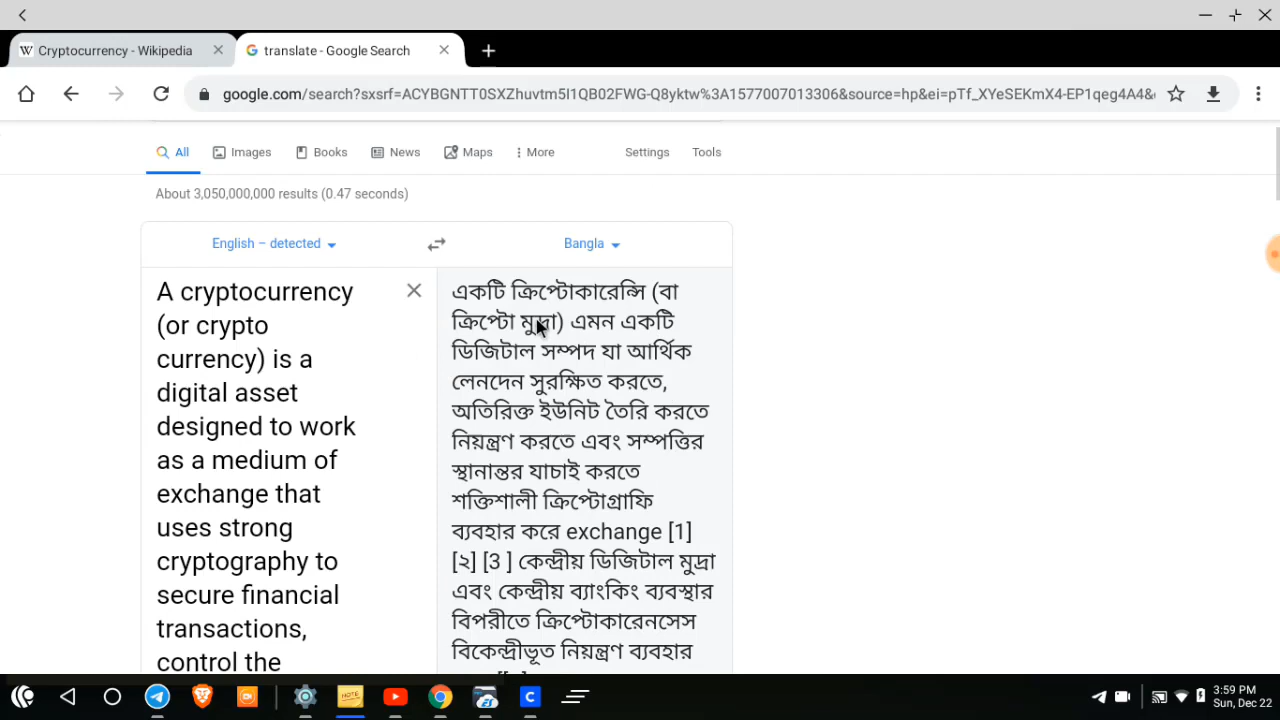 Cryptocurrency - Wikipedia
translate - Google Search
google.com/search?sxsrf=ACYBGNTT0SXZhuvtm5I1QB02FWG-Q8yktw%3A1577007013306&source=hp&ei=pTf_XYeSEKmX4-EP1qeg4A4&
All Images Books News Maps More Settings Tools
About 3,050,000,000 results (0.47 seconds)
English – detected
Bangla
A cryptocurrency
(or crypto
currency) is a
digital asset
designed to work
as a medium of
exchange that
uses strong
cryptography to
secure financial
transactions,
control the
একটি ক্রিপ্টোকারেন্সি (বা
ক্রিপ্টো মুদ্রা) এমন একটি
ডিজিটাল সম্পদ যা আর্থিক
লেনদেন সুরক্ষিত করতে,
অতিরিক্ত ইউনিট তৈরি করতে
নিয়ন্ত্রণ করতে এবং সম্পত্তির
স্থানান্তর যাচাই করতে
শক্তিশালী ক্রিপ্টোগ্রাফি
ব্যবহার করে exchange [1]
[২] [3 ] কেন্দ্রীয় ডিজিটাল মুদ্রা
এবং কেন্দ্রীয় ব্যাংকিং ব্যবস্থার
বিপরীতে ক্রিপ্টোকারেনসেস
বিকেন্দ্রীভূত নিয়ন্ত্রণ ব্যবহার
NOTE
C
3:59 PM
Sun, Dec 22